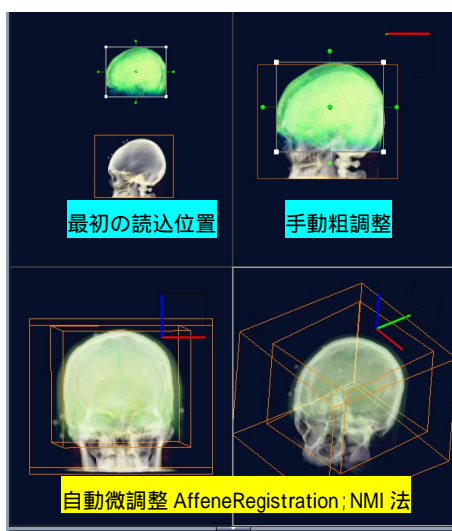 最初の読込位置
手動粗調整
自動微調整 AffeneRegistration;NMI 法